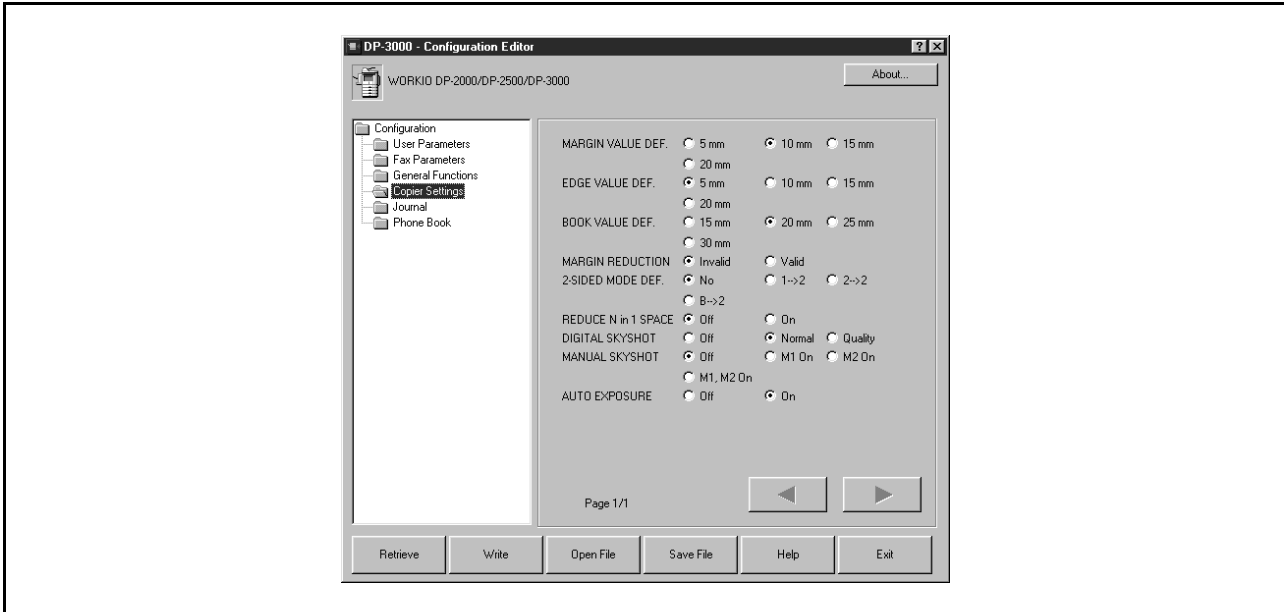 DP-3000 - Configuration Editor
WORKIO DP-2000/DP-2500/DP-3000
About...
Configuration
User Parameters
Fax Parameters
General Functions
Copier Settings
Journal
Phone Book
MARGIN VALUE DEF. 5 mm 10 mm 15 mm
20 mm
EDGE VALUE DEF. 5 mm 10 mm 15 mm
20 mm
BOOK VALUE DEF. 15 mm 20 mm 25 mm
30 mm
MARGIN REDUCTION Invalid Valid
2-SIDED MODE DEF. No 1-->2 2-->2
B-->2
REDUCE N in 1 SPACE Off On
DIGITAL SKYSHOT Off Normal Quality
MANUAL SKYSHOT Off M1 On M2 On
M1, M2 On
AUTO EXPOSURE Off On
Page 1/1
Retrieve Write Open File Save File Help Exit